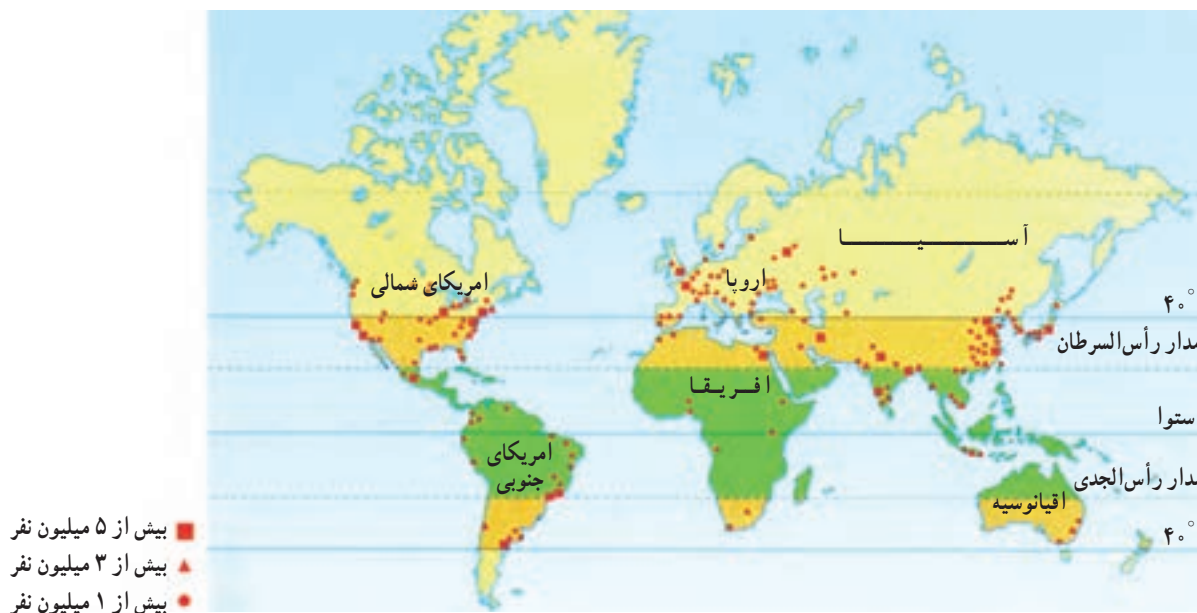 آسیا
اروپا
امریکای شمالی
۴۰°
مدار رأس‌السرطان
افریقا
ستوا
امریکای
جنوبی
مدار رأس‌الجدی
اقیانوسیه
۴۰°
بیش از ۵ میلیون نفر
بیش از ۳ میلیون نفر
بیش از ۱ میلیون نفر